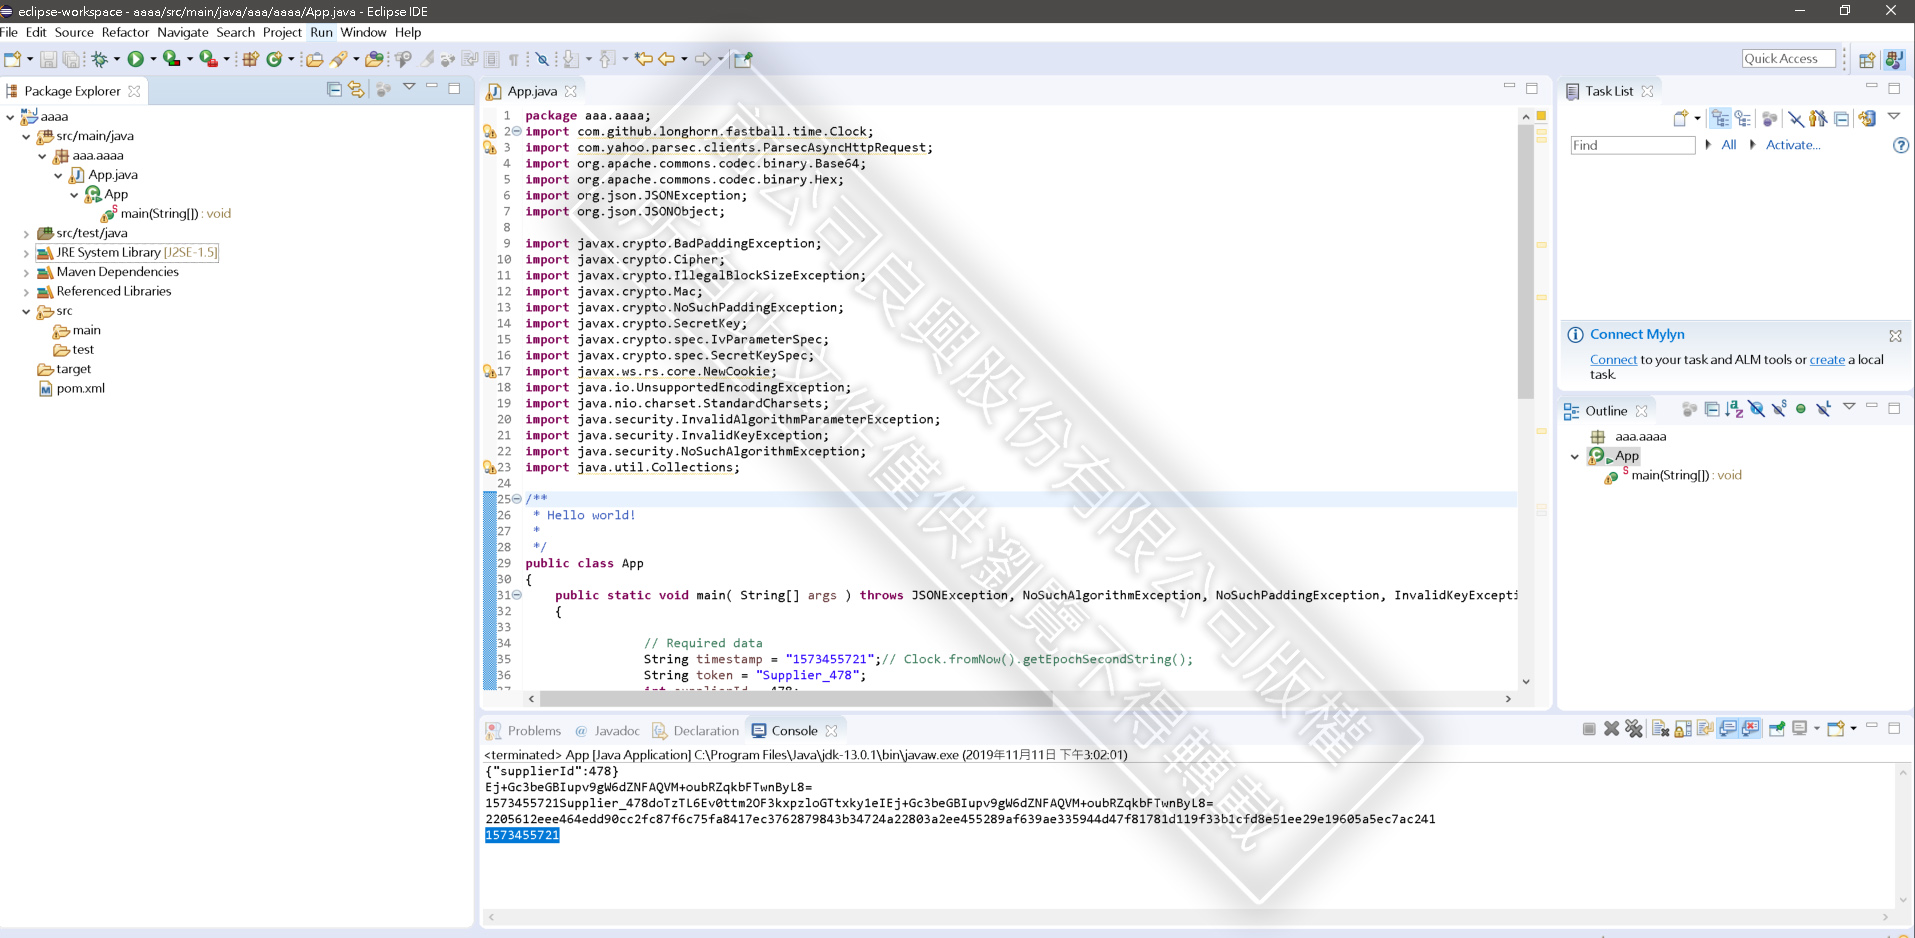 eclipse-workspace - aaaa/src/main/java/aaa/aaaa/App.java - Eclipse IDE
File Edit Source Refactor Navigate Search Project Run Window Help
Quick Access
Package Explorer
aaaa
src/main/java
aaa.aaaa
App.java
App
main(String[]) : void
src/test/java
JRE System Library [J2SE-1.5]
Maven Dependencies
Referenced Libraries
src
main
test
target
pom.xml
App.java
1 package aaa.aaaa;
2 import com.github.longhorn.fastball.time.Clock;
3 import com.yahoo.parsec.clients.ParsecAsyncHttpRequest;
4 import org.apache.commons.codec.binary.Base64;
5 import org.apache.commons.codec.binary.Hex;
6 import org.json.JSONException;
7 import org.json.JSONObject;
8
9 import javax.crypto.BadPaddingException;
10 import javax.crypto.Cipher;
11 import javax.crypto.IllegalBlockSizeException;
12 import javax.crypto.Mac;
13 import javax.crypto.NoSuchPaddingException;
14 import javax.crypto.SecretKey;
15 import javax.crypto.spec.IvParameterSpec;
16 import javax.crypto.spec.SecretKeySpec;
17 import javax.ws.rs.core.NewCookie;
18 import java.io.UnsupportedEncodingException;
19 import java.nio.charset.StandardCharsets;
20 import java.security.InvalidAlgorithmParameterException;
21 import java.security.InvalidKeyException;
22 import java.security.NoSuchAlgorithmException;
23 import java.util.Collections;
24
25 /**
26 * Hello world!
27 *
28 */
29 public class App
30 {
31 public static void main( String[] args ) throws JSONException, NoSuchAlgorithmException, NoSuchPaddingException, InvalidKeyExcepti
32 {
33
34 // Required data
35 String timestamp = "1573455721";// Clock.fromNow().getEpochSecondString();
36 String token = "Supplier_478";
Task List
Find
All
Activate...
Connect Mylyn
Connect to your task and ALM tools or create a local
task.
Outline
aaa.aaaa
App
main(String[]) : void
Problems
Javadoc
Declaration
Console
<terminated> App [Java Application] C:\Program Files\Java\jdk-13.0.1\bin\javaw.exe (2019年11月11日 下午3:02:01)
{"supplierId":478}
Ej+Gc3beGBIupv9gW6dZNFAQVM+oubRZqkbFTwnByL8=
1573455721Supplier_478doTzTL6Ev0ttm2OF3kxpzloGTtxky1eIEj+Gc3beGBIupv9gW6dZNFAQVM+oubRZqkbFTwnByL8=
2205612eee464edd90cc2fc87f6c75fa8417ec3762879843b34724a22803a2ee455289af639ae335944d47f81781d119f33b1cfd8e51ee29e19605a5ec7ac241
1573455721